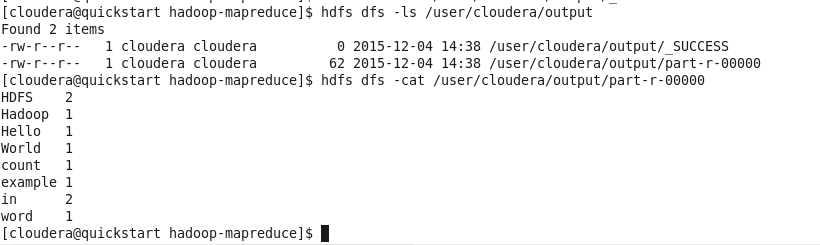 [cloudera@quickstart hadoop-mapreduce]$ hdfs dfs -ls /user/cloudera/output
Found 2 items
-rw-r--r--   1 cloudera cloudera          0 2015-12-04 14:38 /user/cloudera/output/_SUCCESS
-rw-r--r--   1 cloudera cloudera         62 2015-12-04 14:38 /user/cloudera/output/part-r-00000
[cloudera@quickstart hadoop-mapreduce]$ hdfs dfs -cat /user/cloudera/output/part-r-00000
HDFS    2
Hadoop  1
Hello   1
World   1
count   1
example 1
in      2
word    1
[cloudera@quickstart hadoop-mapreduce]$